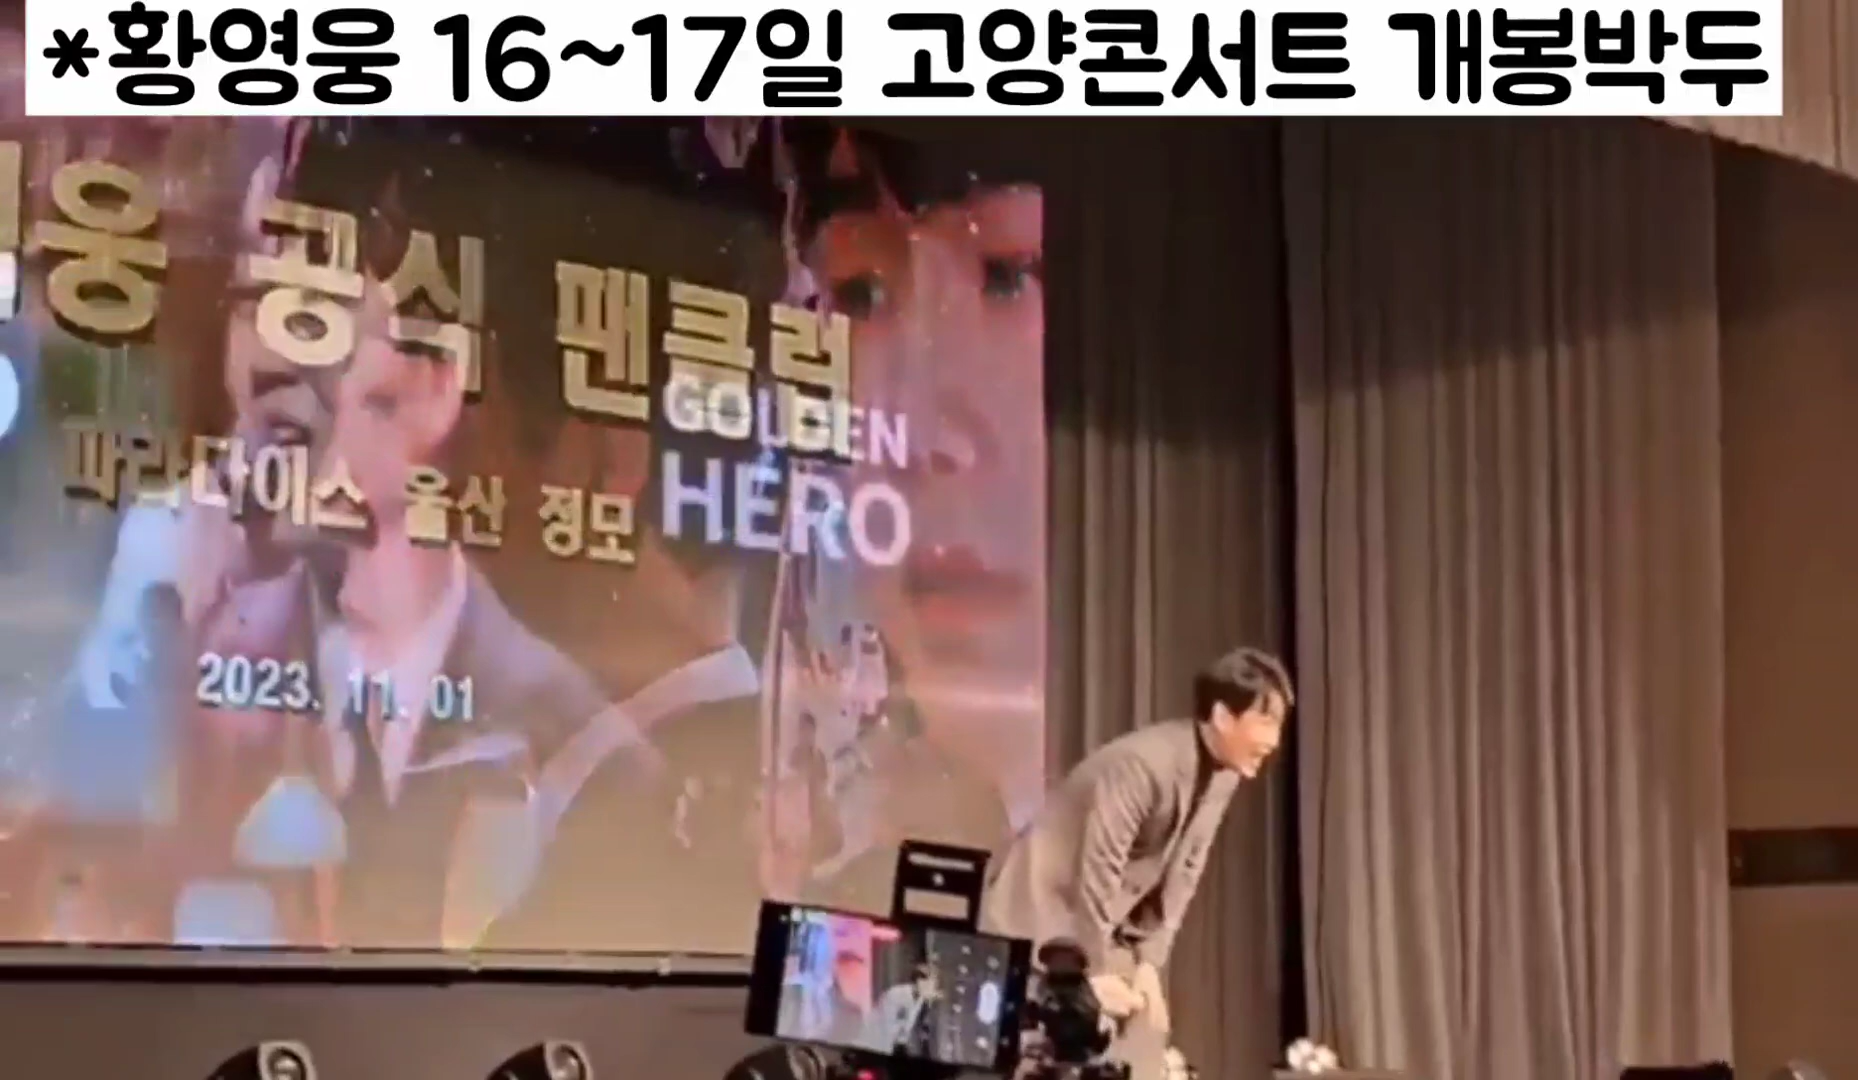 *황영웅 16~17일 고양콘서트 개봉박두
웅 공식 팬클럽
GOLDEN
HERO
파라다이스 울산 정모
2023. 11. 01